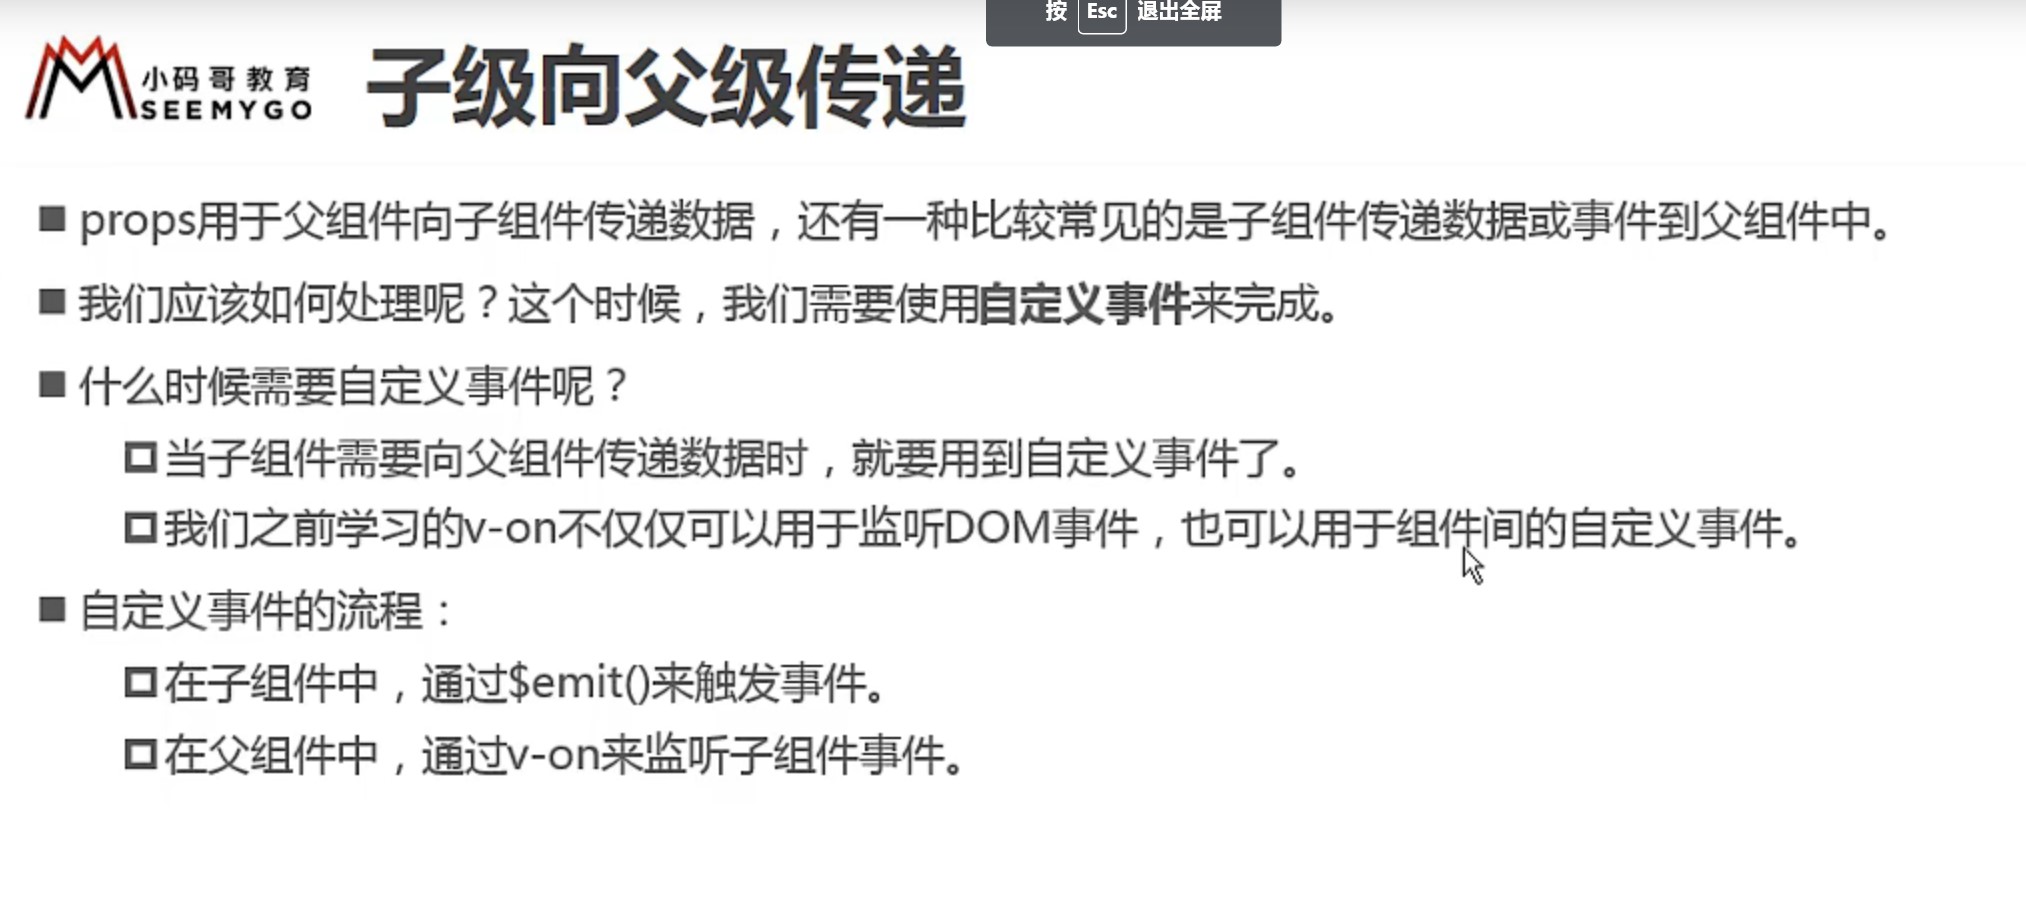 按 Esc 退出全屏
小码哥教育
SEEMYGO
子级向父级传递
props用于父组件向子组件传递数据，还有一种比较常见的是子组件传递数据或事件到父组件中。
我们应该如何处理呢？这个时候，我们需要使用自定义事件来完成。
什么时候需要自定义事件呢？
当子组件需要向父组件传递数据时，就要用到自定义事件了。
我们之前学习的v-on不仅仅可以用于监听DOM事件，也可以用于组件间的自定义事件。
自定义事件的流程：
在子组件中，通过$emit()来触发事件。
在父组件中，通过v-on来监听子组件事件。